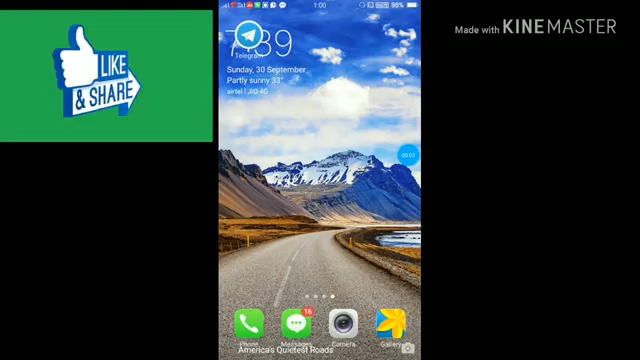 LIKE
& SHARE
1:00
95%
Telegram
Sunday, 30 September
Partly sunny 33°
airtel | JIO 4G
00:01
16
Phone
Messages
Camera
Gallery
America's Quietest Roads
Made with KINEMASTER